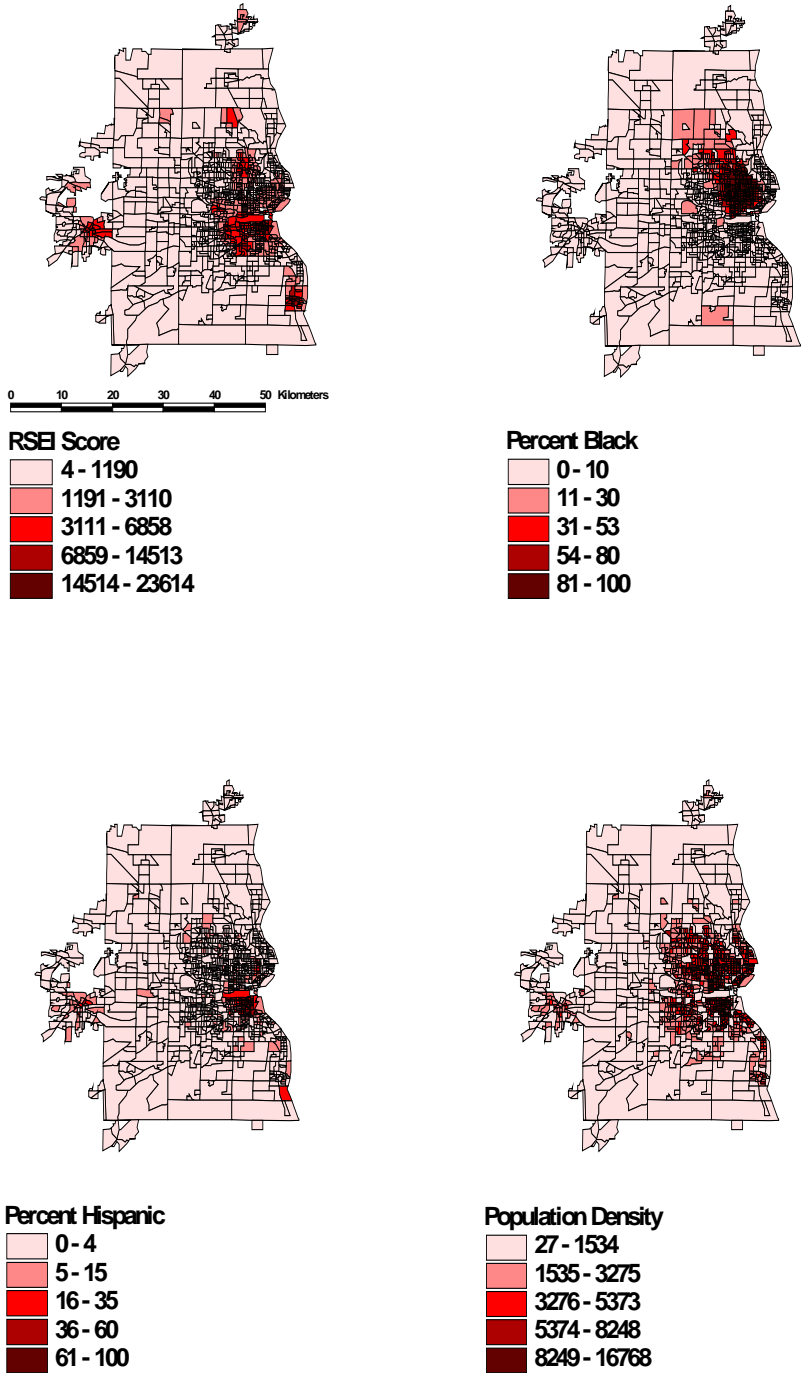 0 10 20 30 40 50 Kilometers
RSEI Score
4 - 1190
1191 - 3110
3111 - 6858
6859 - 14513
14514 - 23614
Percent Black
0 - 10
11 - 30
31 - 53
54 - 80
81 - 100
Percent Hispanic
0 - 4
5 - 15
16 - 35
36 - 60
61 - 100
Population Density
27 - 1534
1535 - 3275
3276 - 5373
5374 - 8248
8249 - 16768